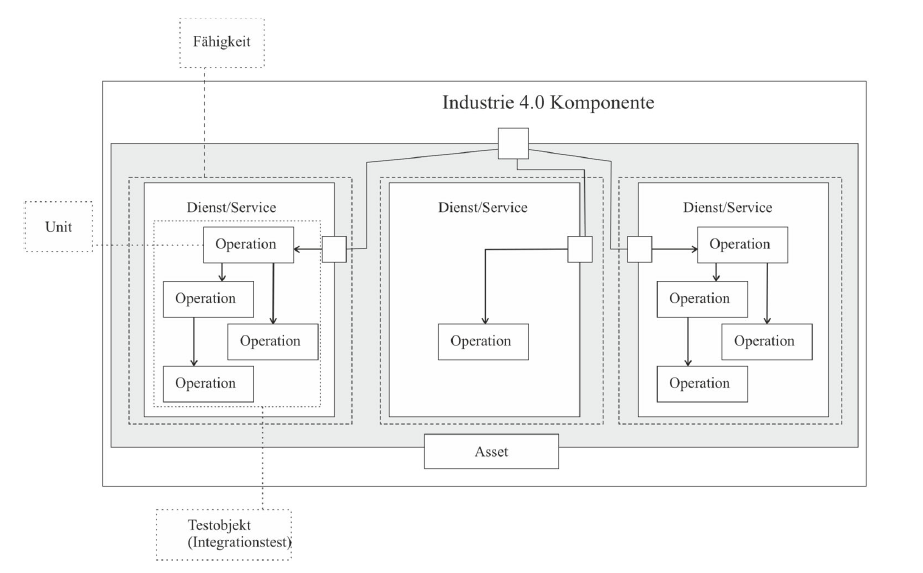 Fähigkeit
Industrie 4.0 Komponente
Unit
Dienst/Service
Operation
Operation
Operation
Operation
Dienst/Service
Operation
Dienst/Service
Operation
Operation
Operation
Operation
Asset
Testobjekt
(Integrationstest)